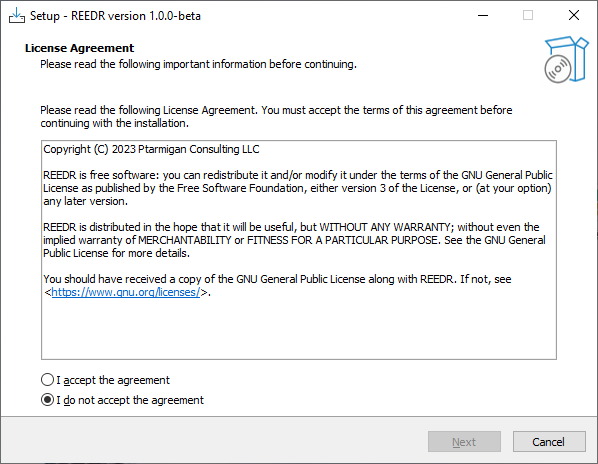 Setup - REEDR version 1.0.0-beta
License Agreement
Please read the following important information before continuing.
Please read the following License Agreement. You must accept the terms of this agreement before
continuing with the installation.
Copyright (C) 2023 Ptarmigan Consulting LLC
REEDR is free software: you can redistribute it and/or modify it under the terms of the GNU General Public
License as published by the Free Software Foundation, either version 3 of the License, or (at your option)
any later version.
REEDR is distributed in the hope that it will be useful, but WITHOUT ANY WARRANTY; without even the
implied warranty of MERCHANTABILITY or FITNESS FOR A PARTICULAR PURPOSE. See the GNU General
Public License for more details.
You should have received a copy of the GNU General Public License along with REEDR. If not, see
<https://www.gnu.org/licenses/>.
I accept the agreement
I do not accept the agreement
Next
Cancel